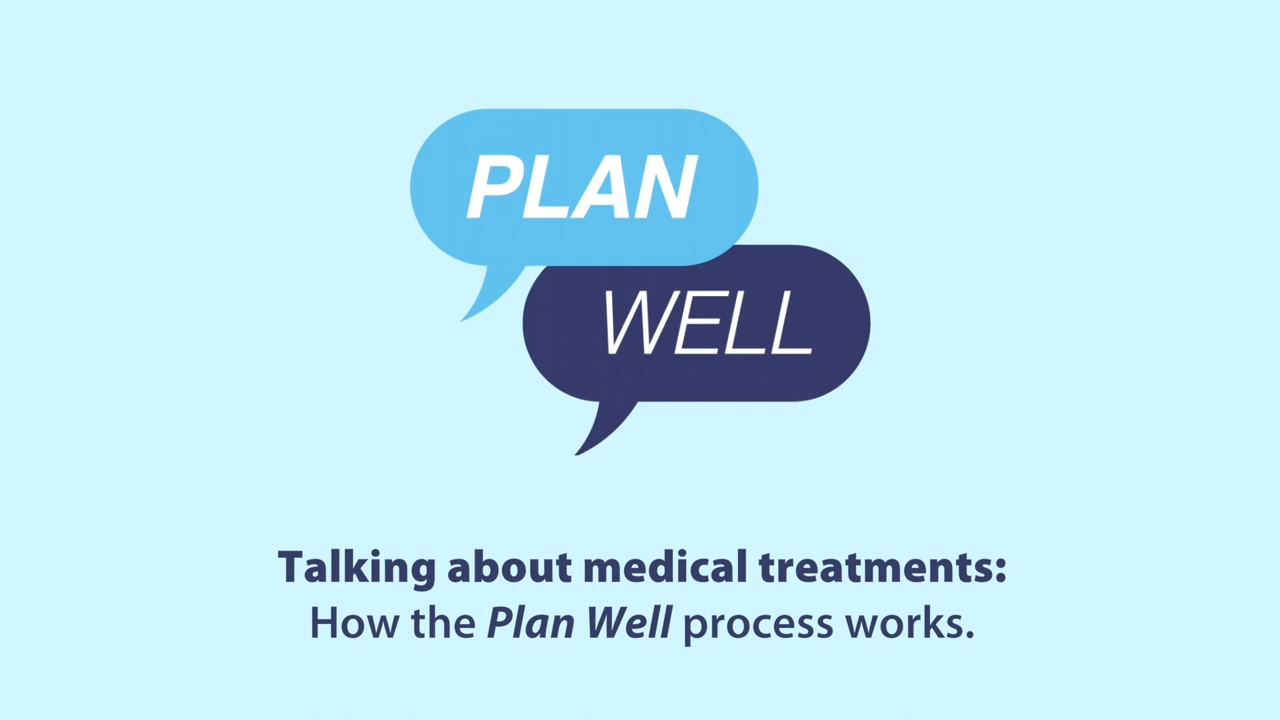 PLAN
WELL
Talking about medical treatments:
How the Plan Well process works.